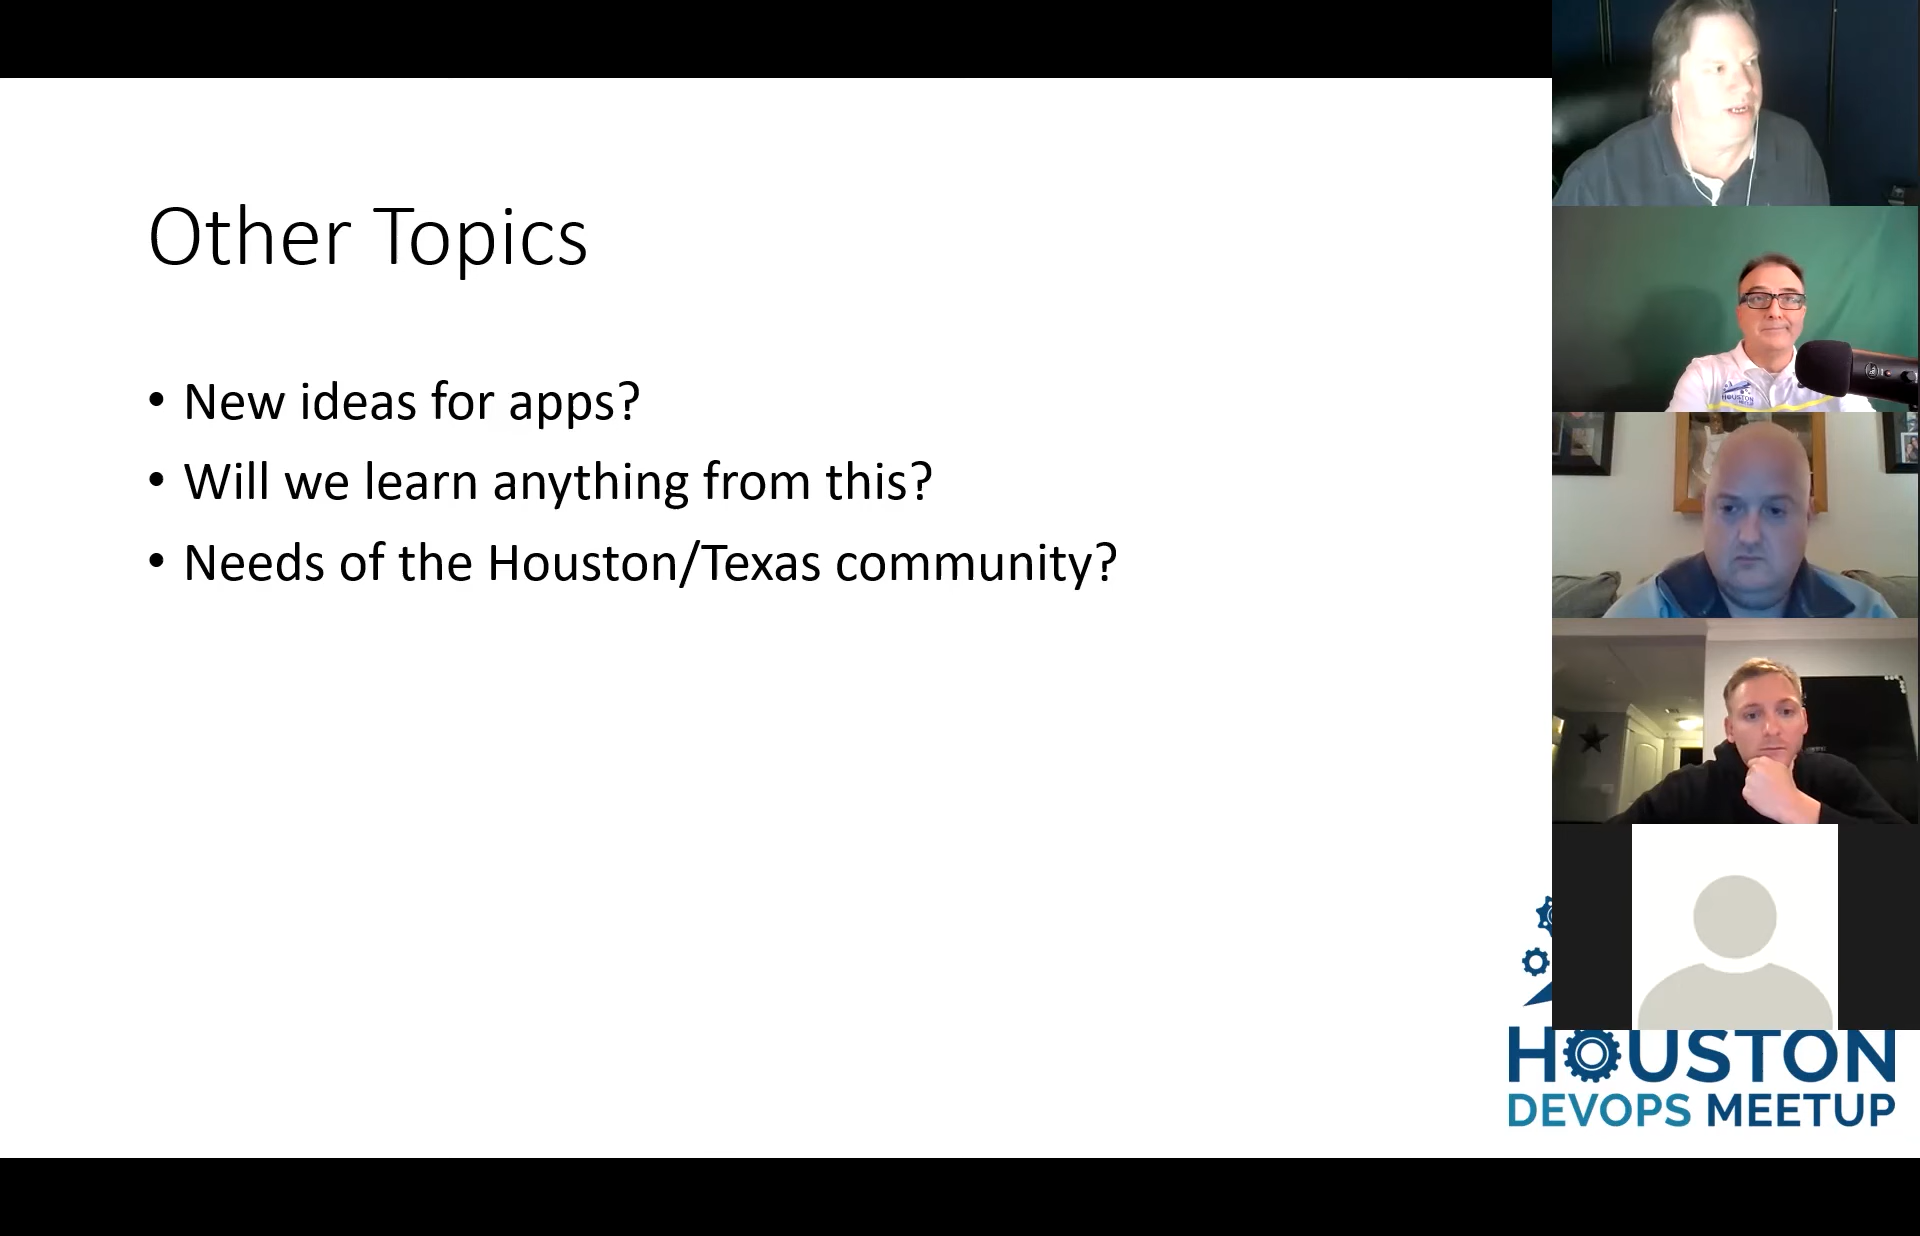 Other Topics
• New ideas for apps?
• Will we learn anything from this?
• Needs of the Houston/Texas community?
HOUSTON
HOUSTON
DEVOPS MEETUP